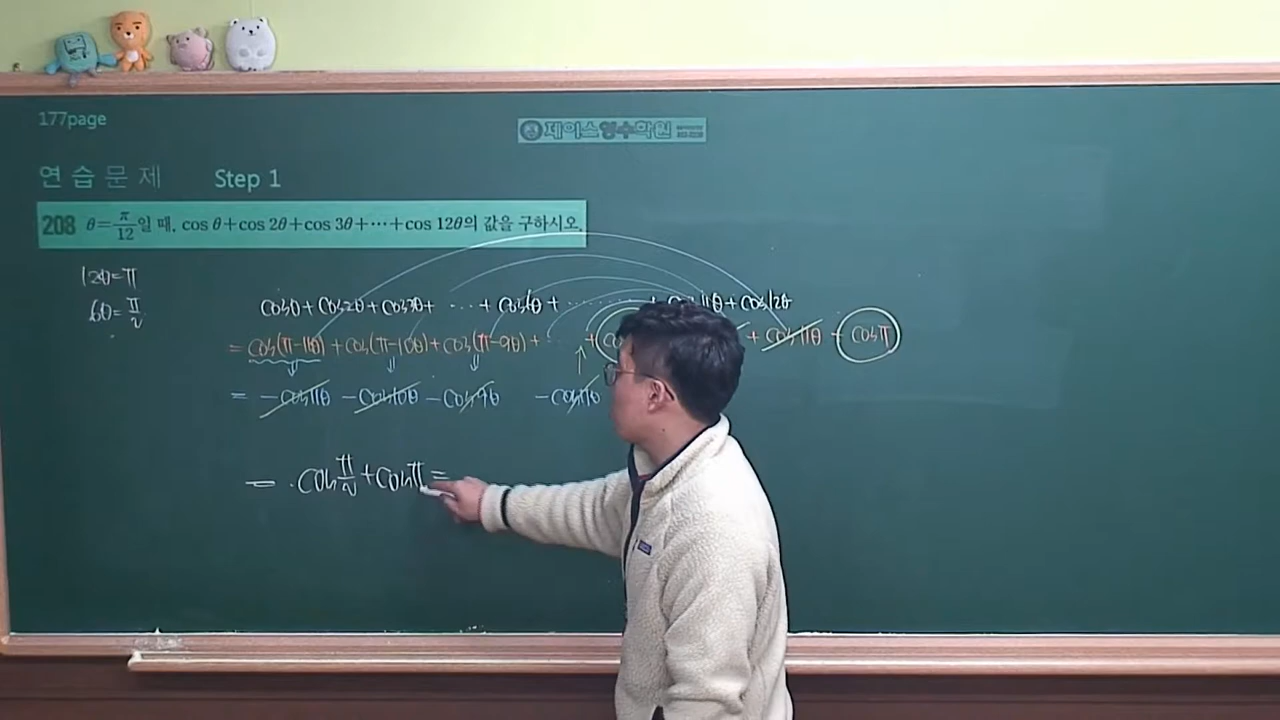 177page
제이스영수학원
연습문제 Step 1
208 θ=π/12일 때, cos θ+cos 2θ+cos 3θ+⋯+cos 12θ의 값을 구하시오.
12θ=π
6θ=π/2
cosθ+cos2θ+cos3θ+ ⋯ + cos6θ + ⋯ + cos11θ+cos12θ
= cos(π-11θ)+cos(π-10θ)+cos(π-9θ)+ ⋯ + +cos11θ + cosπ
= -cos11θ -cos10θ -cos9θ
= cosπ/2+cosπ=